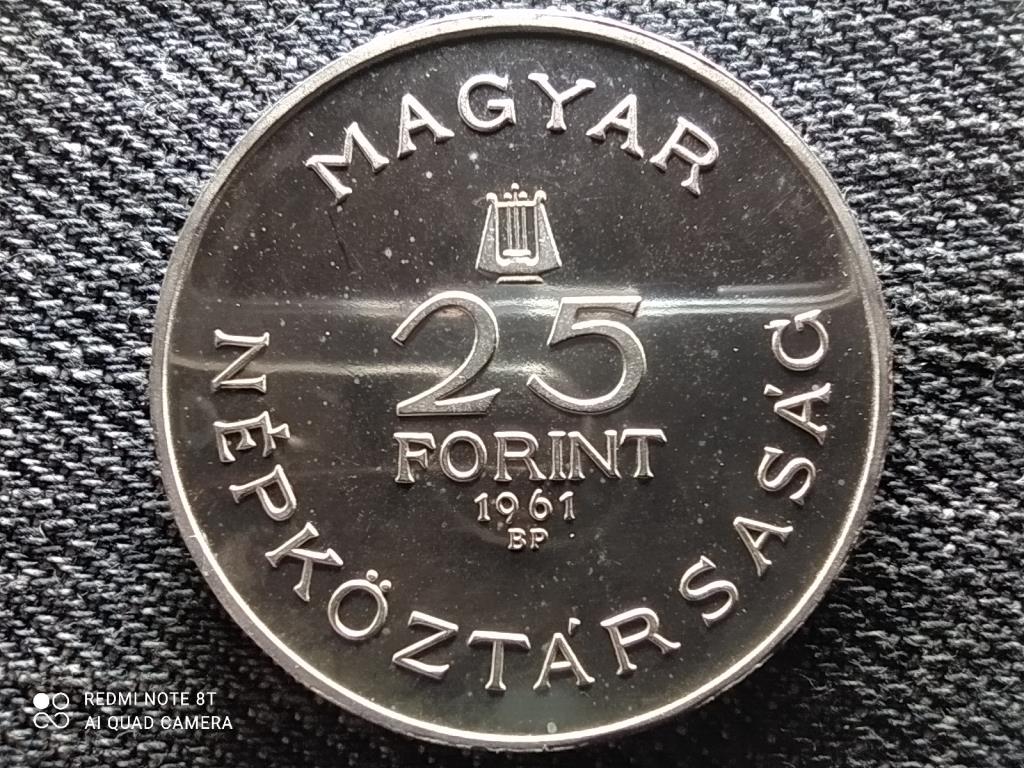 MAGYAR
25
FORINT
1961
BP
NÉPKÖZTÁRSASÁG
REDMI NOTE 8T
AI QUAD CAMERA